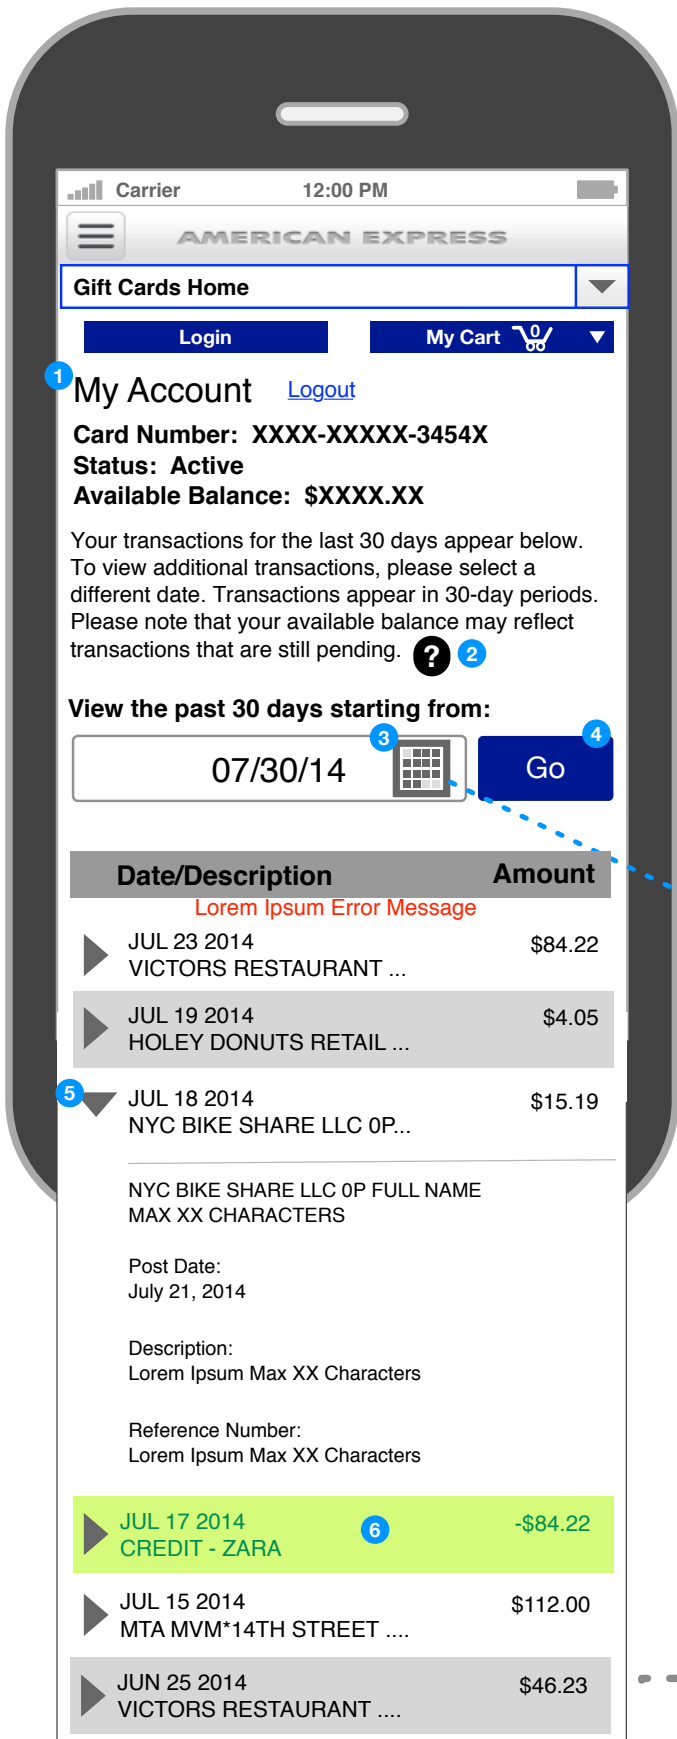 Carrier 12:00 PM
AMERICAN EXPRESS
Gift Cards Home
Login My Cart 0
1 My Account Logout
Card Number: XXXX-XXXXX-3454X
Status: Active
Available Balance: $XXXX.XX
Your transactions for the last 30 days appear below.
To view additional transactions, please select a
different date. Transactions appear in 30-day periods.
Please note that your available balance may reflect
transactions that are still pending. ? 2
View the past 30 days starting from:
07/30/14 3 Go 4
Date/Description Amount
Lorem Ipsum Error Message
JUL 23 2014 $84.22
VICTORS RESTAURANT ...
JUL 19 2014 $4.05
HOLEY DONUTS RETAIL ...
5 JUL 18 2014 $15.19
NYC BIKE SHARE LLC 0P...
NYC BIKE SHARE LLC 0P FULL NAME
MAX XX CHARACTERS
Post Date:
July 21, 2014
Description:
Lorem Ipsum Max XX Characters
Reference Number:
Lorem Ipsum Max XX Characters
JUL 17 2014 6 -$84.22
CREDIT - ZARA
JUL 15 2014 $112.00
MTA MVM*14TH STREET ....
JUN 25 2014 $46.23
VICTORS RESTAURANT ....